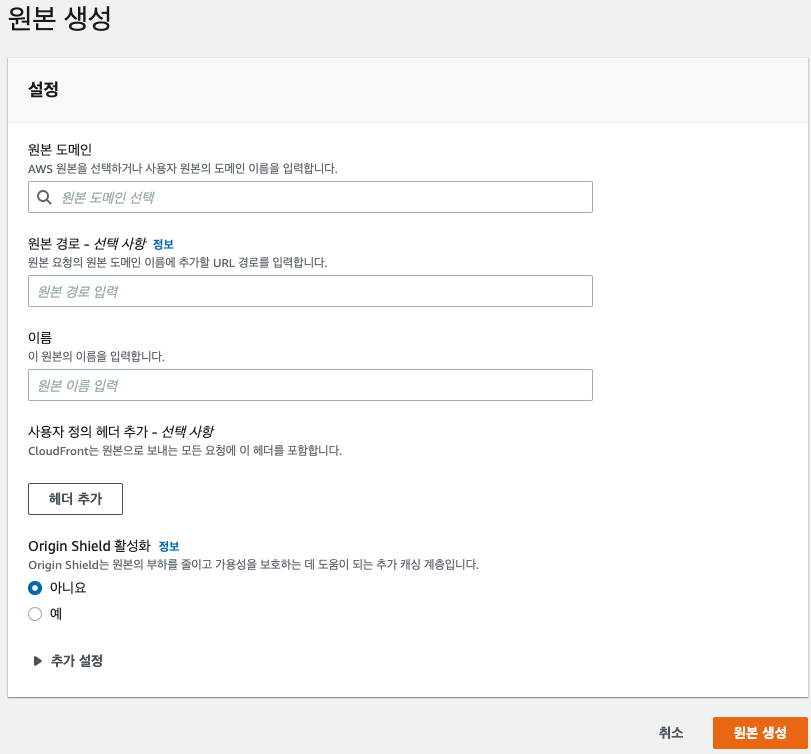 원본 생성
설정
원본 도메인
AWS 원본을 선택하거나 사용자 원본의 도메인 이름을 입력합니다.
원본 도메인 선택
원본 경로 - 선택 사항 정보
원본 요청의 원본 도메인 이름에 추가할 URL 경로를 입력합니다.
원본 경로 입력
이름
이 원본의 이름을 입력합니다.
원본 이름 입력
사용자 정의 헤더 추가 - 선택 사항
CloudFront는 원본으로 보내는 모든 요청에 이 헤더를 포함합니다.
헤더 추가
Origin Shield 활성화 정보
Origin Shield는 원본의 부하를 줄이고 가용성을 보호하는 데 도움이 되는 추가 캐싱 계층입니다.
아니요
예
추가 설정
취소 원본 생성